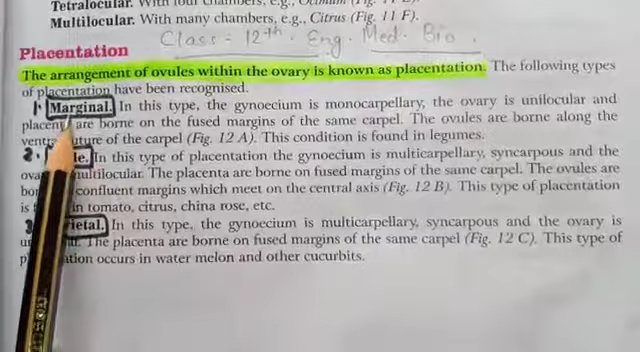 Tetralocular. With four chambers, e.g., Ocimum (Fig. 11 E).
Multilocular. With many chambers, e.g., Citrus (Fig. 11 F).
Class - 12th. Eng. Med. Bio.
Placentation
The arrangement of ovules within the ovary is known as placentation. The following types
of placentation have been recognised.
1. Marginal. In this type, the gynoecium is monocarpellary, the ovary is unilocular and
are borne on the fused margins of the same carpel. The ovules are borne along the
of the carpel (Fig. 12 A). This condition is found in legumes.
2. In this type of placentation the gynoecium is multicarpellary, syncarpous and the
multilocular. The placenta are borne on fused margins of the same carpel. The ovules are
confluent margins which meet on the central axis (Fig. 12 B). This type of placentation
is in tomato, citrus, china rose, etc.
In this type, the gynoecium is multicarpellary, syncarpous and the ovary is
The placenta are borne on fused margins of the same carpel (Fig. 12 C). This type of
occurs in water melon and other cucurbits.